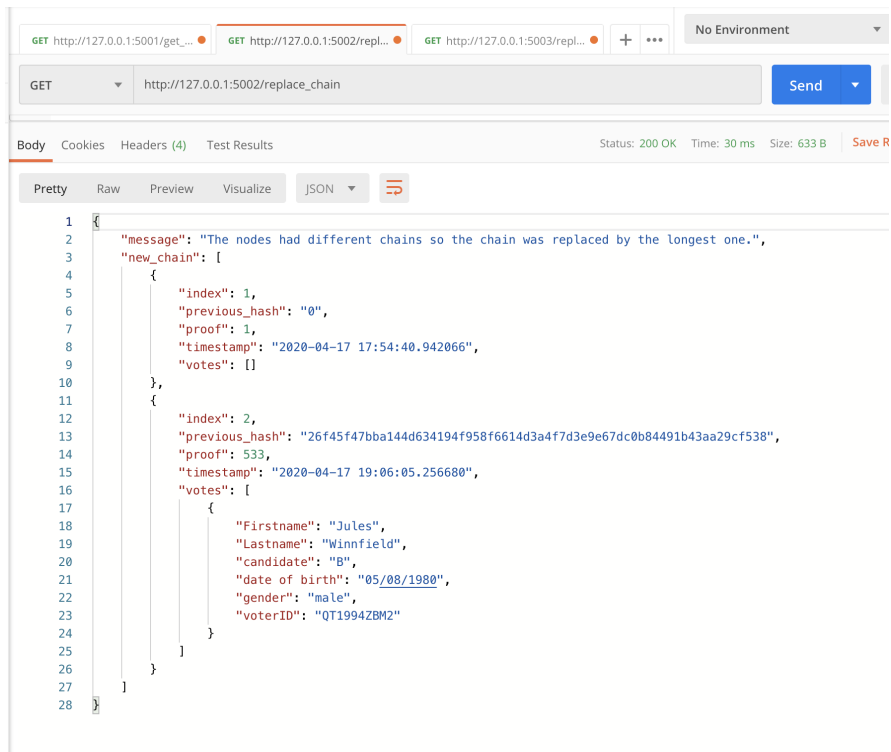 GET http://127.0.0.1:5001/get_... GET http://127.0.0.1:5002/repl... GET http://127.0.0.1:5003/repl... + ••• No Environment
GET http://127.0.0.1:5002/replace_chain Send
Body Cookies Headers (4) Test Results Status: 200 OK Time: 30 ms Size: 633 B Save R
Pretty Raw Preview Visualize JSON
1 {
2 "message": "The nodes had different chains so the chain was replaced by the longest one.",
3 "new_chain": [
4 {
5 "index": 1,
6 "previous_hash": "0",
7 "proof": 1,
8 "timestamp": "2020-04-17 17:54:40.942066",
9 "votes": []
10 },
11 {
12 "index": 2,
13 "previous_hash": "26f45f47bba144d634194f958f6614d3a4f7d3e9e67dc0b84491b43aa29cf538",
14 "proof": 533,
15 "timestamp": "2020-04-17 19:06:05.256680",
16 "votes": [
17 {
18 "Firstname": "Jules",
19 "Lastname": "Winnfield",
20 "candidate": "B",
21 "date of birth": "05/08/1980",
22 "gender": "male",
23 "voterID": "QT1994ZBM2"
24 }
25 ]
26 }
27 ]
28 }